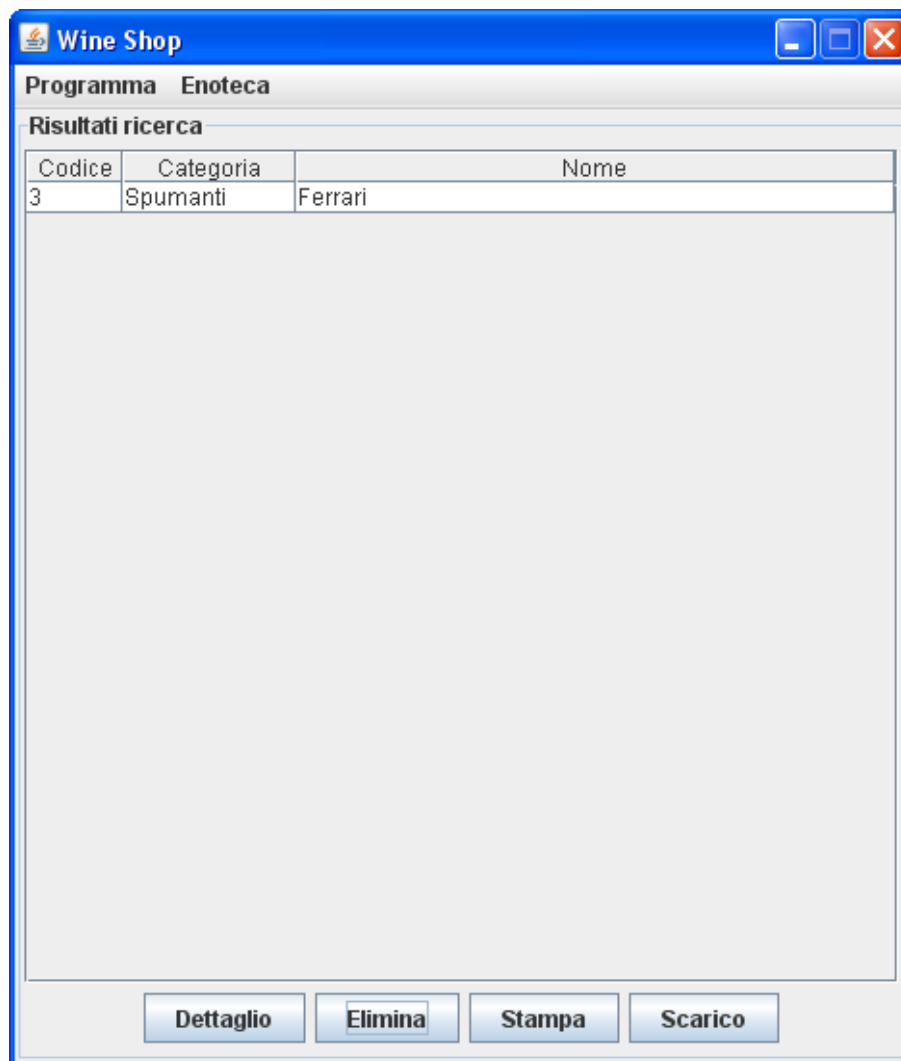 Wine Shop
Programma Enoteca
Risultati ricerca
Codice Categoria Nome
3 Spumanti Ferrari
Dettaglio Elimina Stampa Scarico